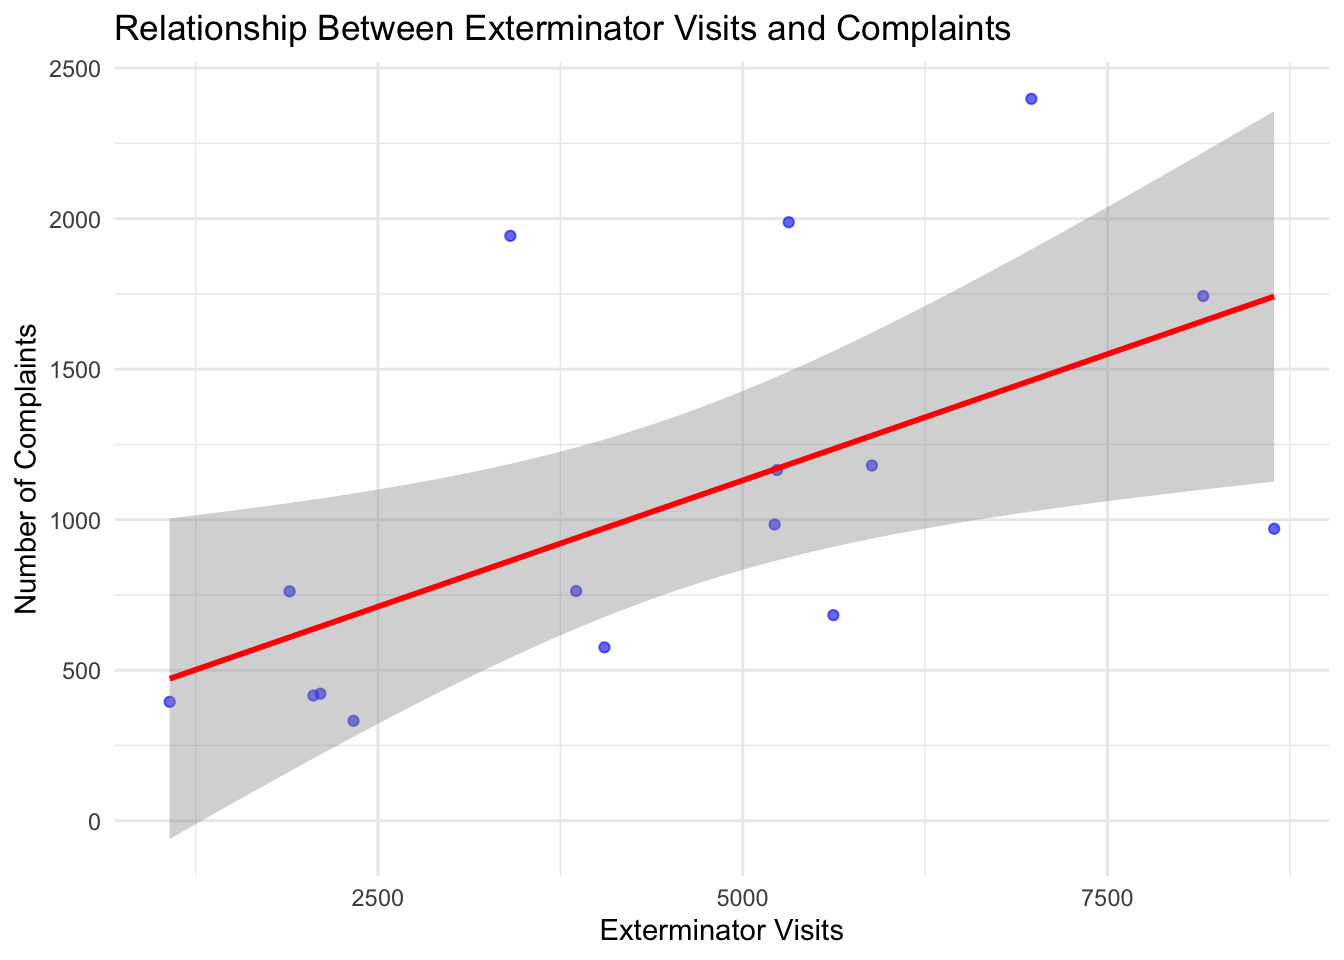 Relationship Between Exterminator Visits and Complaints
2500
2000
1500
1000
500
0
Number of Complaints
2500 5000 7500
Exterminator Visits